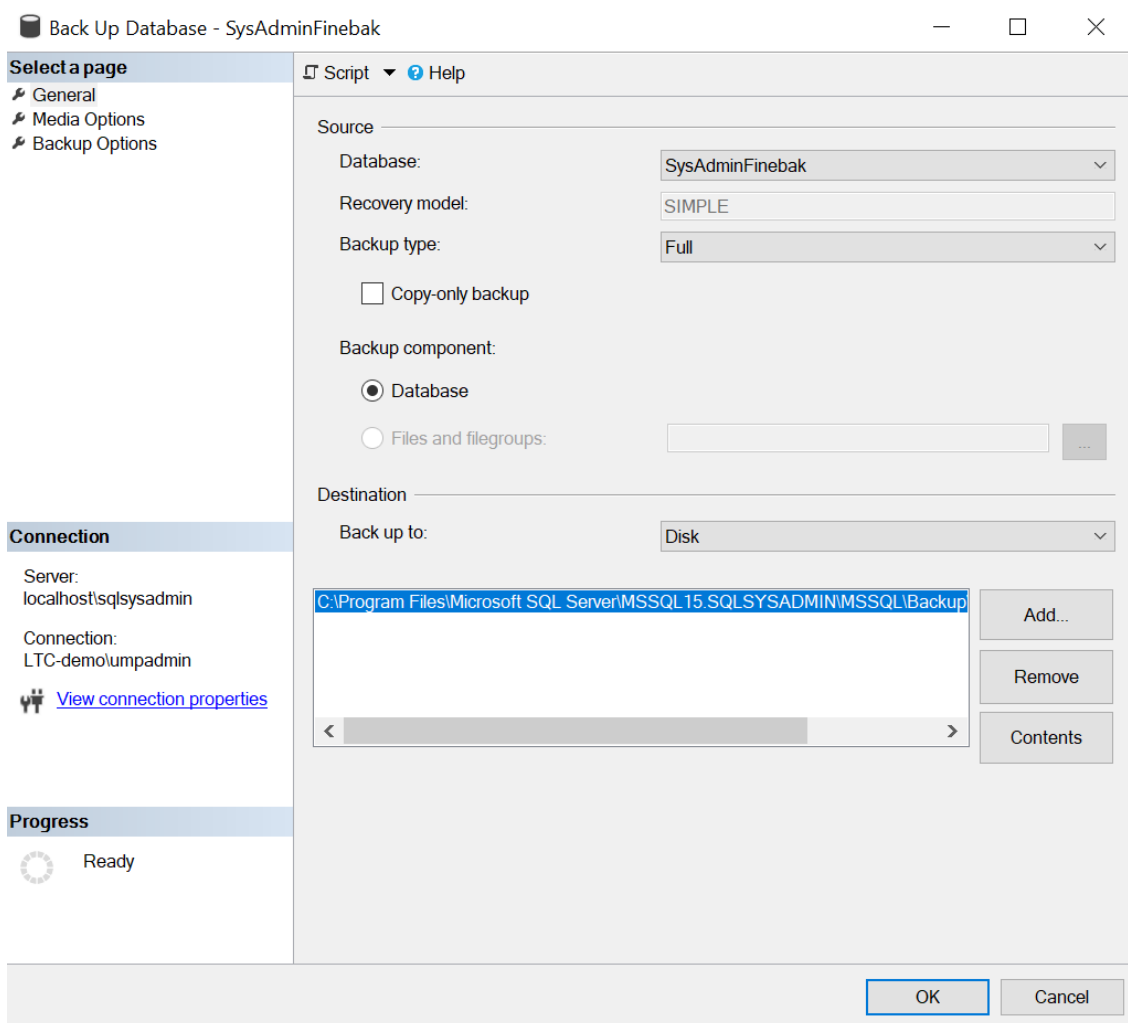 Back Up Database - SysAdminFinebak
Select a page
General
Media Options
Backup Options
Script Help
Source
Database: SysAdminFinebak
Recovery model: SIMPLE
Backup type: Full
Copy-only backup
Backup component:
Database
Files and filegroups: ...
Destination
Back up to: Disk
C:\Program Files\Microsoft SQL Server\MSSQL15.SQLSYSADMIN\MSSQL\Backup
Add...
Remove
Contents
Connection
Server:
localhost\sqlsysadmin
Connection:
LTC-demo\umpadmin
View connection properties
Progress
Ready
OK Cancel